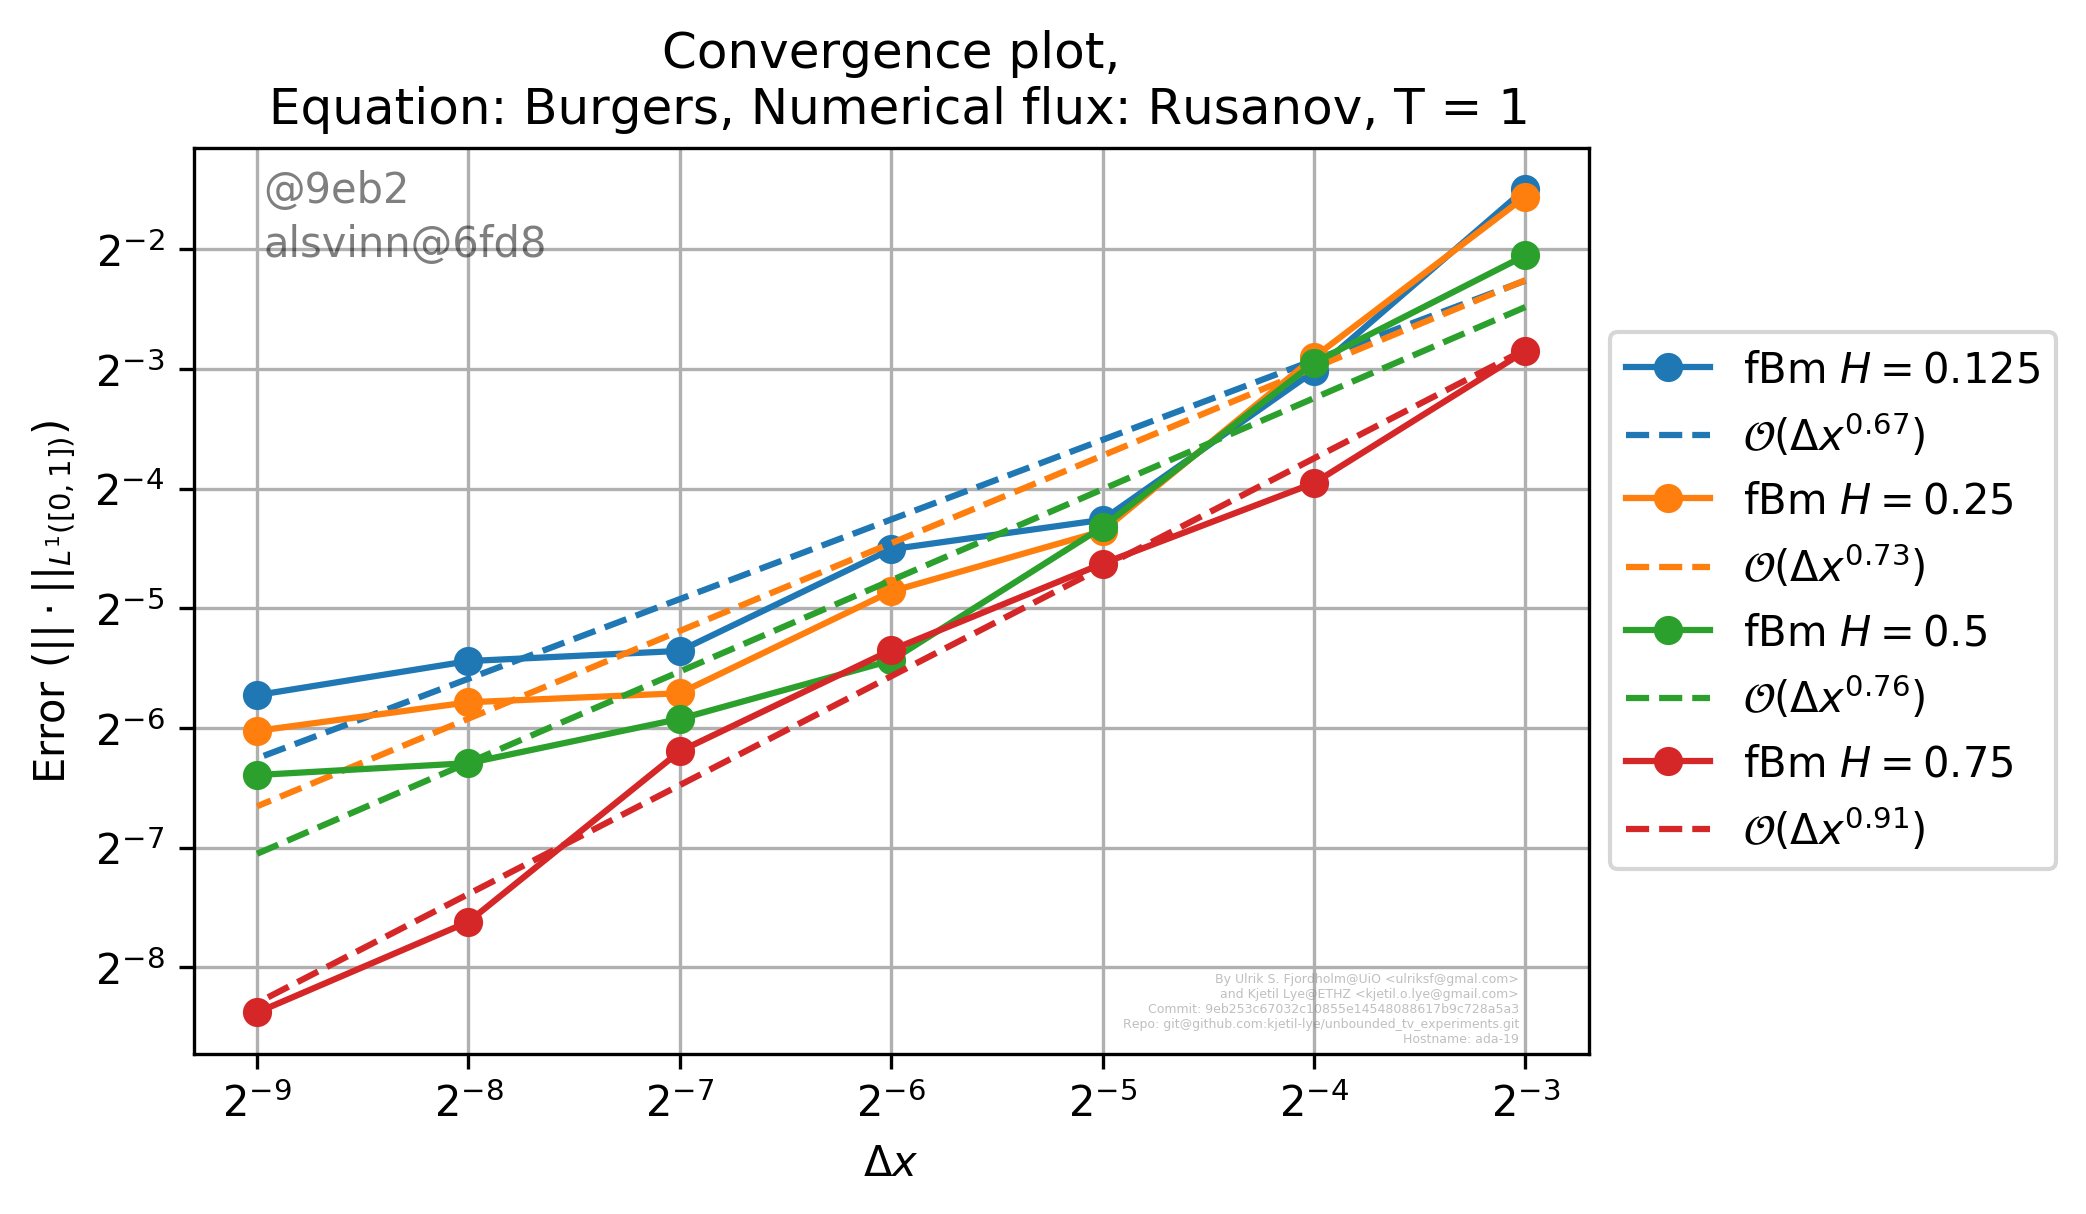 Convergence plot,
Equation: Burgers, Numerical flux: Rusanov, T = 1
@9eb2
alsvinn@6fd8
2⁻²
2⁻³
2⁻⁴
2⁻⁵
2⁻⁶
2⁻⁷
2⁻⁸
Error (|| · ||_L¹([0, 1]))
2⁻⁹
2⁻⁸
2⁻⁷
2⁻⁶
2⁻⁵
2⁻⁴
2⁻³
Δx
fBm H = 0.125
𝒪(Δx^0.67)
fBm H = 0.25
𝒪(Δx^0.73)
fBm H = 0.5
𝒪(Δx^0.76)
fBm H = 0.75
𝒪(Δx^0.91)
By Ulrik S. Fjordholm@UiO <ulriksf@gmal.com>
and Kjetil Lye@ETHZ <kjetil.o.lye@gmail.com>
Commit: 9eb253c67032c10855e14548088617b9c728a5a3
Repo: git@github.com:kjetil-lye/unbounded_tv_experiments.git
Hostname: ada-19